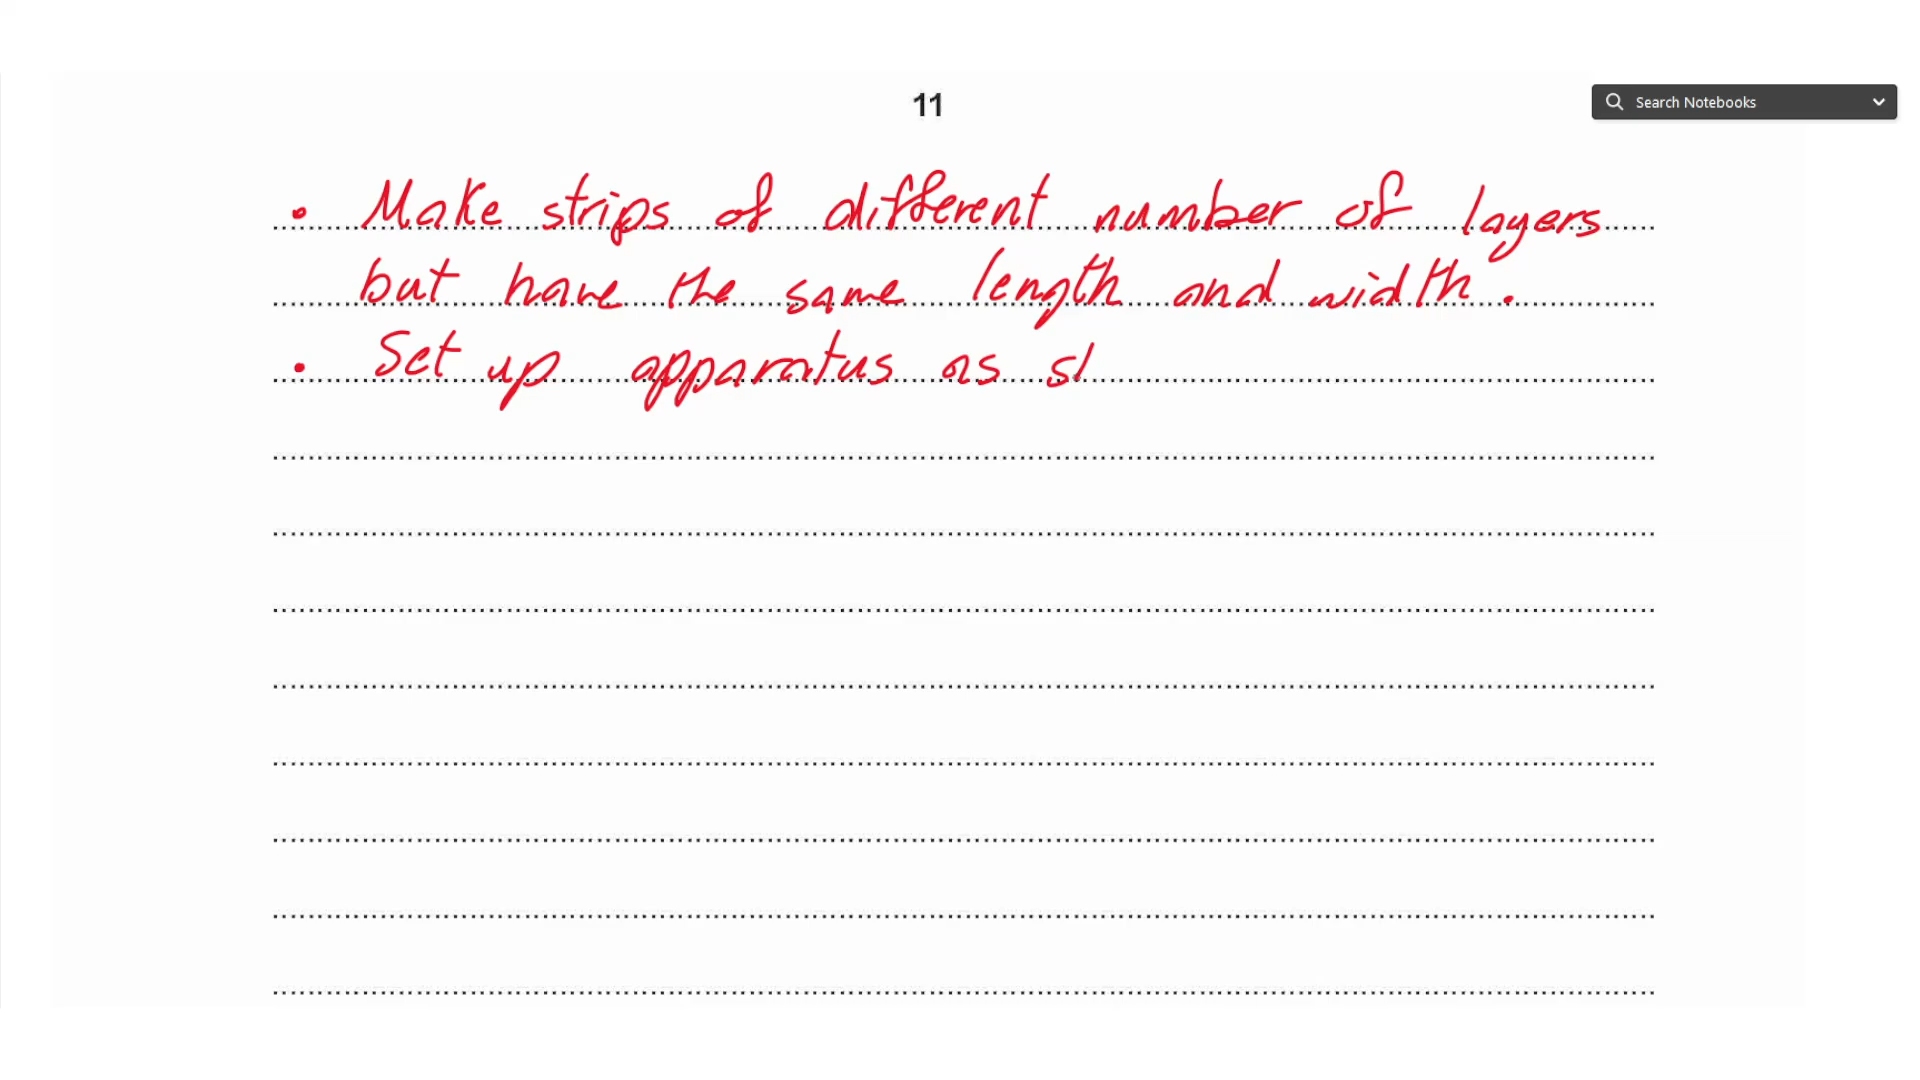 11
Search Notebooks
• Make strips of different number of layers
but have the same length and width.
• Set up apparatus as